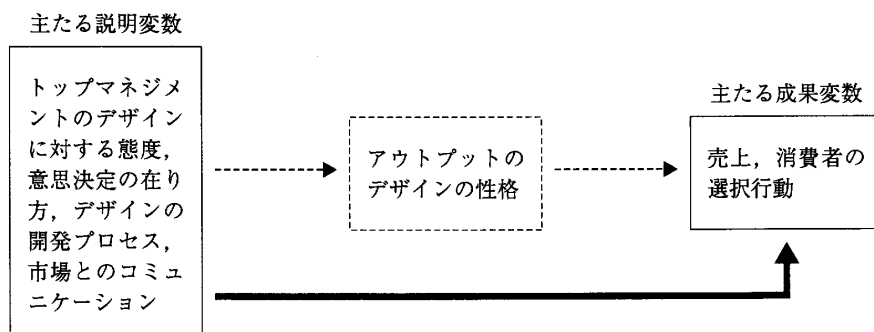 主たる説明変数
トップマネジメ
ントのデザイン
に対する態度，
意思決定の在り
方，デザインの
開発プロセス，
市場とのコミュ
ニケーション
アウトプットの
デザインの性格
主たる成果変数
売上，消費者の
選択行動